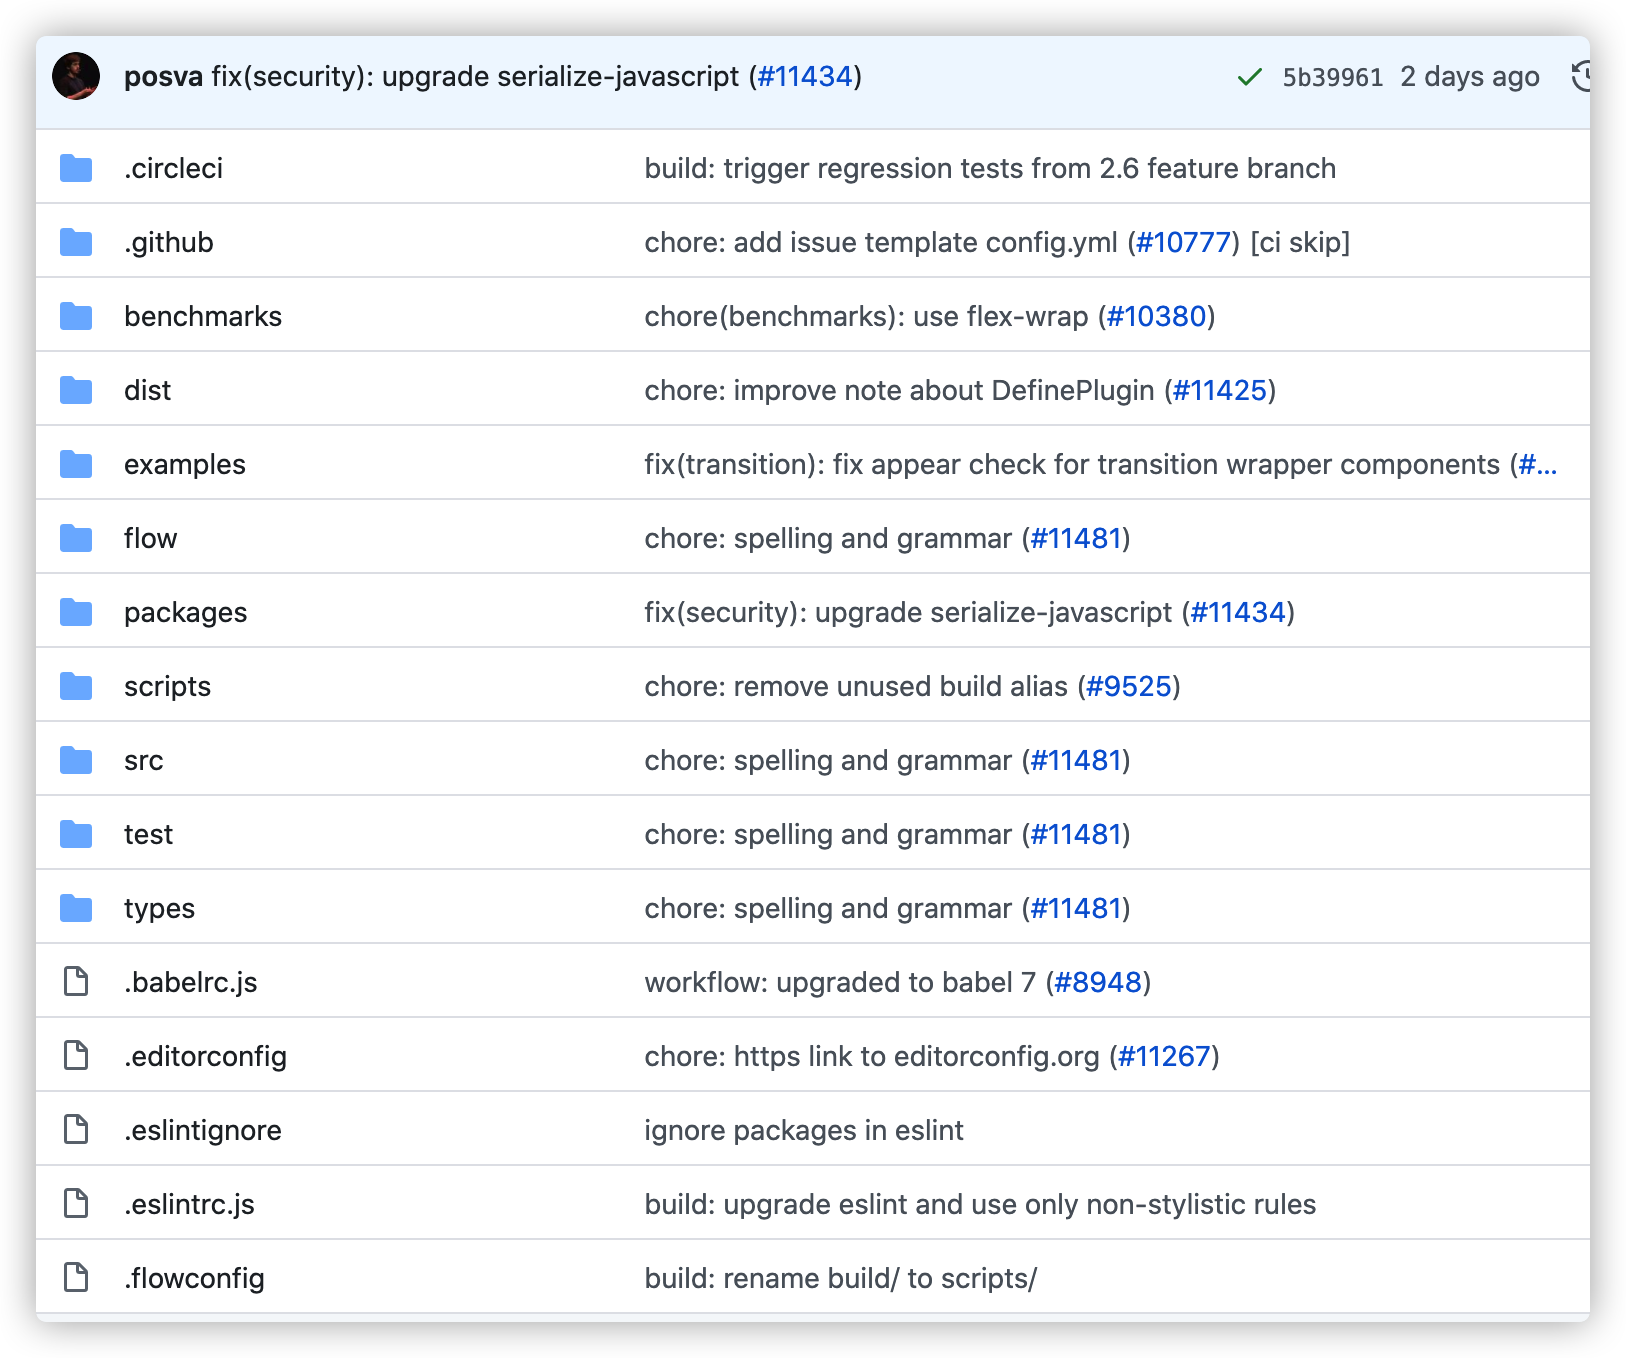 posva fix(security): upgrade serialize-javascript (#11434) 5b39961 2 days ago
.circleci build: trigger regression tests from 2.6 feature branch
.github chore: add issue template config.yml (#10777) [ci skip]
benchmarks chore(benchmarks): use flex-wrap (#10380)
dist chore: improve note about DefinePlugin (#11425)
examples fix(transition): fix appear check for transition wrapper components (#...
flow chore: spelling and grammar (#11481)
packages fix(security): upgrade serialize-javascript (#11434)
scripts chore: remove unused build alias (#9525)
src chore: spelling and grammar (#11481)
test chore: spelling and grammar (#11481)
types chore: spelling and grammar (#11481)
.babelrc.js workflow: upgraded to babel 7 (#8948)
.editorconfig chore: https link to editorconfig.org (#11267)
.eslintignore ignore packages in eslint
.eslintrc.js build: upgrade eslint and use only non-stylistic rules
.flowconfig build: rename build/ to scripts/